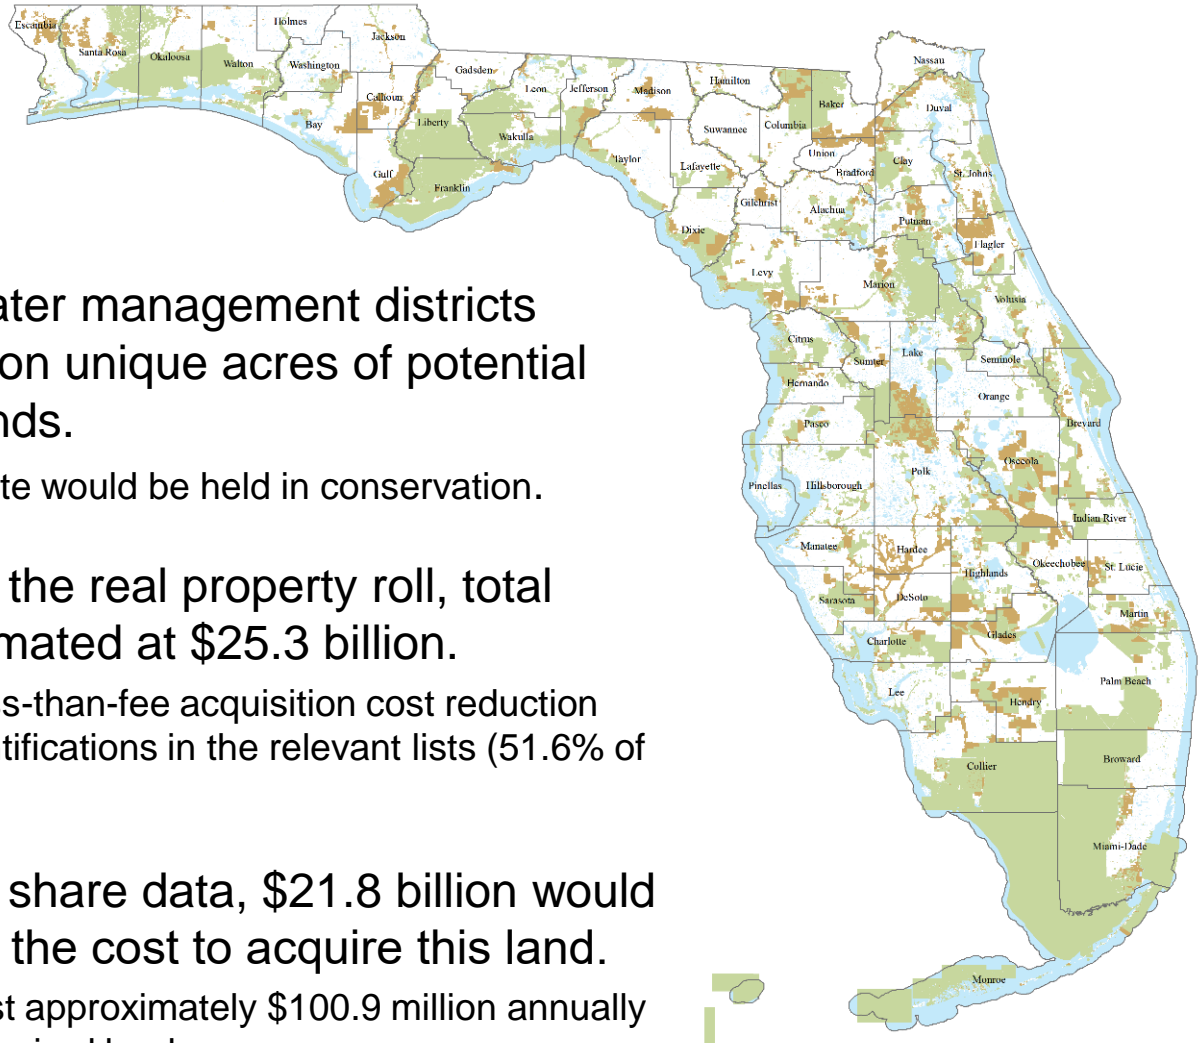 ater management districts
on unique acres of potential
nds.
te would be held in conservation.
the real property roll, total
mated at $25.3 billion.
s-than-fee acquisition cost reduction
ntifications in the relevant lists (51.6% of
share data, $21.8 billion would
the cost to acquire this land.
st approximately $100.9 million annually
Escambia
Santa Rosa
Okaloosa
Walton
Holmes
Washington
Jackson
Bay
Calhoun
Gulf
Gadsden
Liberty
Franklin
Leon
Wakulla
Jefferson
Madison
Taylor
Hamilton
Suwannee
Lafayette
Dixie
Columbia
Gilchrist
Baker
Union
Bradford
Alachua
Levy
Nassau
Duval
Clay
St. Johns
Putnam
Flagler
Marion
Volusia
Citrus
Sumter
Lake
Seminole
Hernando
Orange
Pasco
Brevard
Osceola
Polk
Pinellas
Hillsborough
Indian River
Manatee
Hardee
Okeechobee
St. Lucie
Highlands
Sarasota
DeSoto
Martin
Charlotte
Glades
Lee
Hendry
Palm Beach
Collier
Broward
Miami-Dade
Monroe